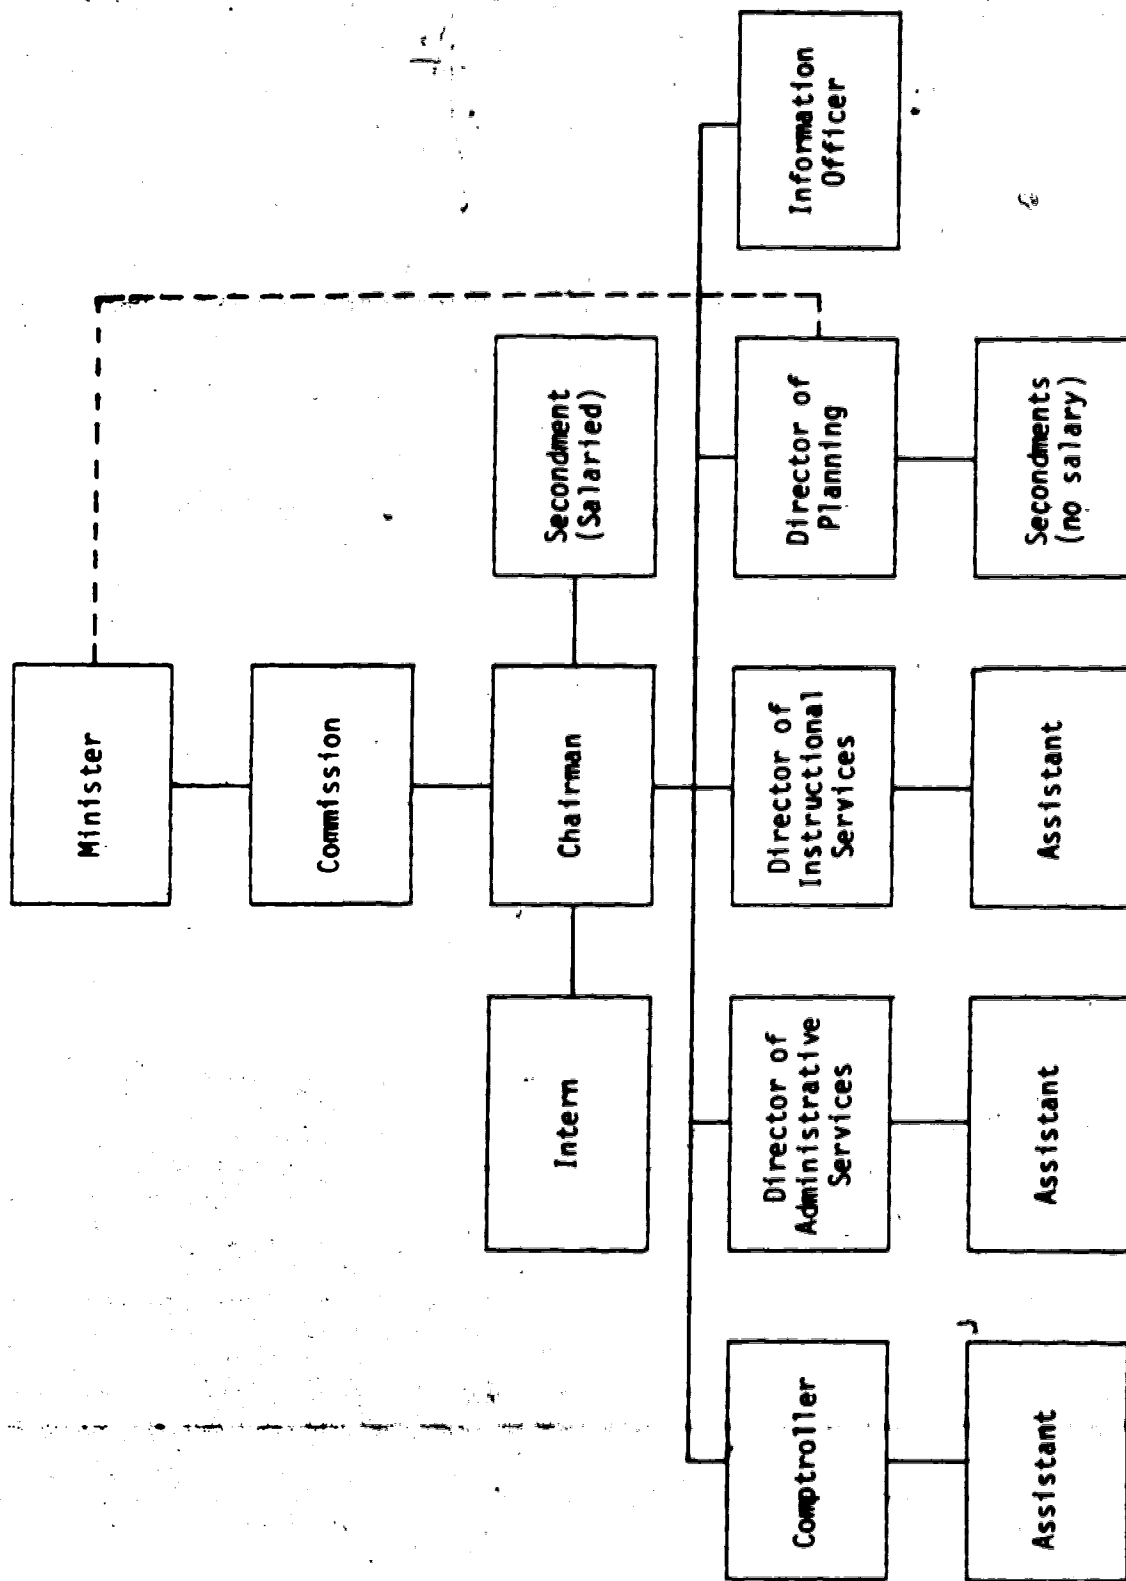 Minister
Commission
Intern
Chairman
Secondment
(Salaried)
Comptroller
Director of
Administrative
Services
Director of
Instructional
Services
Director of
Planning
Information
Officer
Assistant
Assistant
Assistant
Secondments
(no salary)